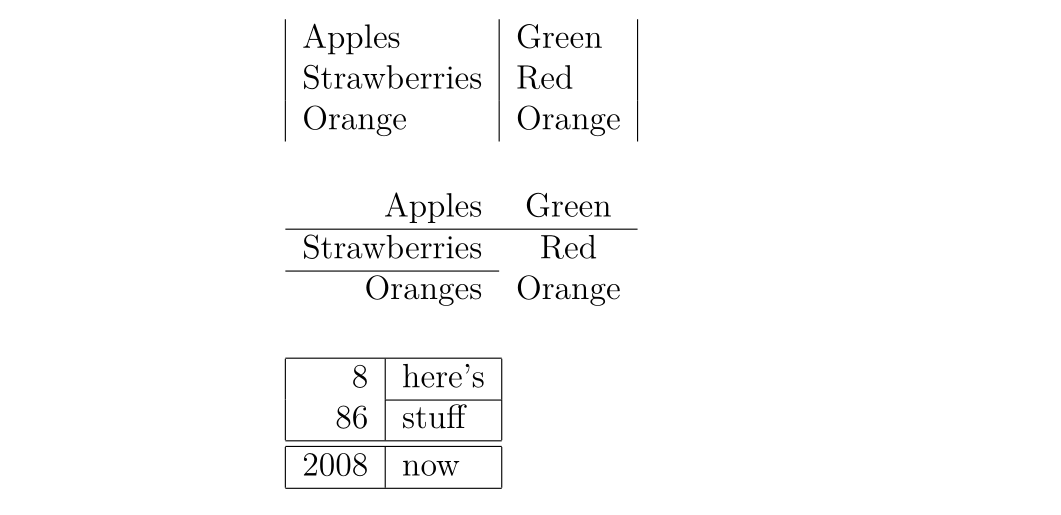 Apples Green
Strawberries Red
Orange Orange
Apples Green
Strawberries Red
Oranges Orange
8 here's
86 stuff
2008 now